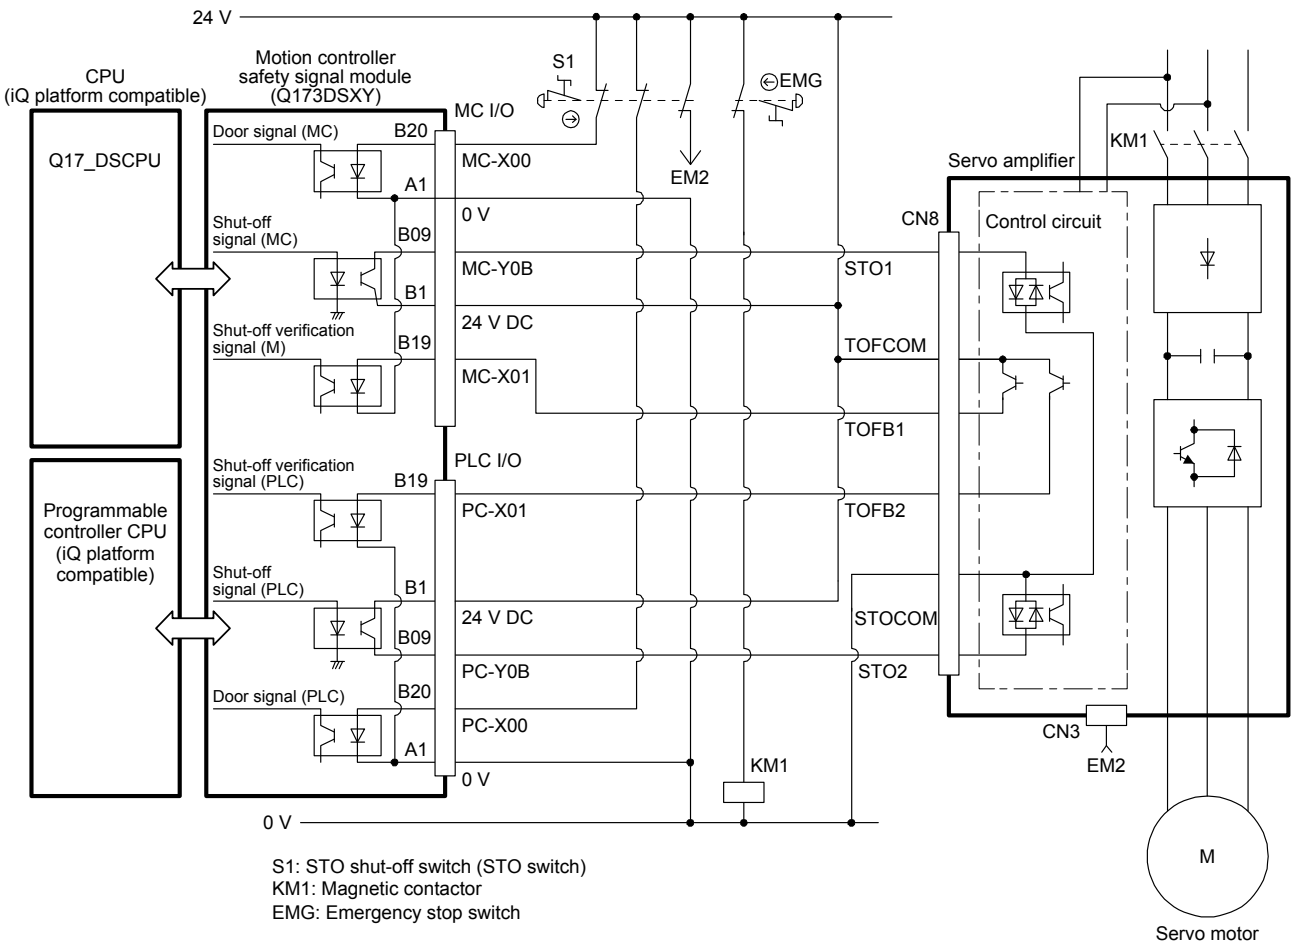 24 V
CPU
(iQ platform compatible)
Q17_DSCPU
Motion controller
safety signal module
(Q173DSXY)
MC I/O
S1
EMG
Door signal (MC)
B20
MC-X00
A1
0 V
EM2
Shut-off
signal (MC)
B09
MC-Y0B
B1
24 V DC
Shut-off verification
signal (M)
B19
MC-X01
PLC I/O
Programmable
controller CPU
(iQ platform
compatible)
Shut-off verification
signal (PLC)
B19
PC-X01
Shut-off
signal (PLC)
B1
24 V DC
B09
PC-Y0B
Door signal (PLC)
B20
PC-X00
A1
0 V
KM1
0 V
Servo amplifier
KM1
CN8
Control circuit
STO1
TOFCOM
TOFB1
TOFB2
STOCOM
STO2
CN3
EM2
M
Servo motor
S1: STO shut-off switch (STO switch)
KM1: Magnetic contactor
EMG: Emergency stop switch